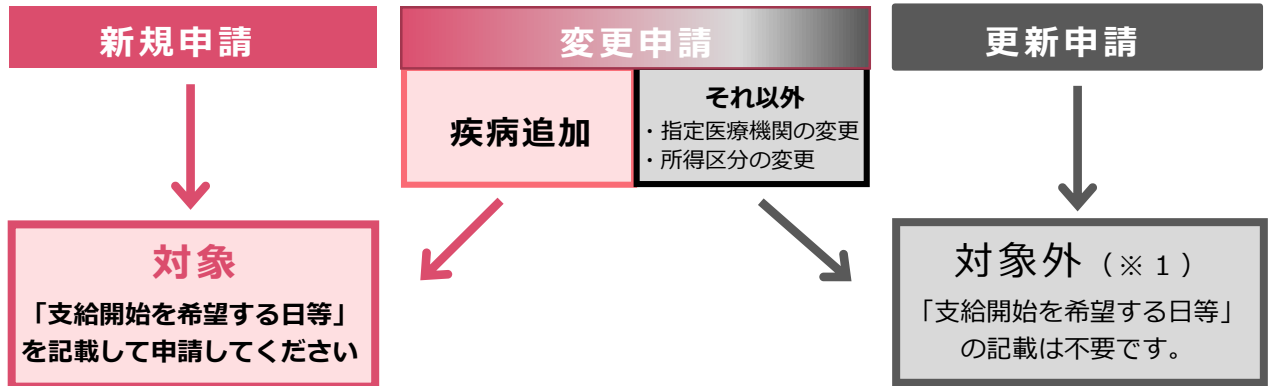 新規申請
変更申請
更新申請
疾病追加
それ以外
・指定医療機関の変更
・所得区分の変更
対象
「支給開始を希望する日等」
を記載して申請してください
対象外（※１）
「支給開始を希望する日等」
の記載は不要です。